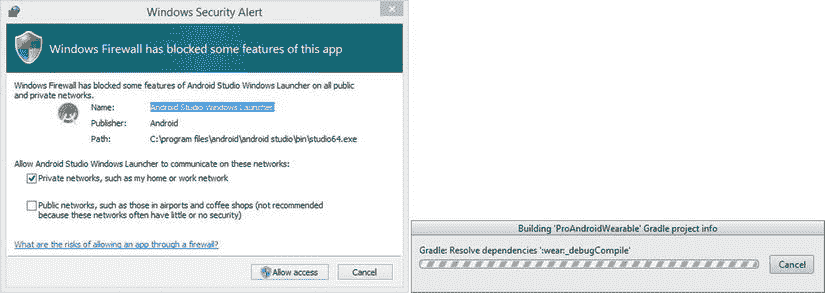 Windows Security Alert
Windows Firewall has blocked some features of this app
Windows Firewall has blocked some features of Android Studio Windows Launcher on all public
and private networks.
Name: Android Studio Windows Launcher
Publisher: Android
Path: C:\program files\android\android studio\bin\studio64.exe
Allow Android Studio Windows Launcher to communicate on these networks:
Private networks, such as my home or work network
Public networks, such as those in airports and coffee shops (not recommended
because these networks often have little or no security)
What are the risks of allowing an app through a firewall?
Allow access Cancel
Building 'ProAndroidWearable' Gradle project info
Gradle: Resolve dependencies ':wear:_debugCompile'
Cancel